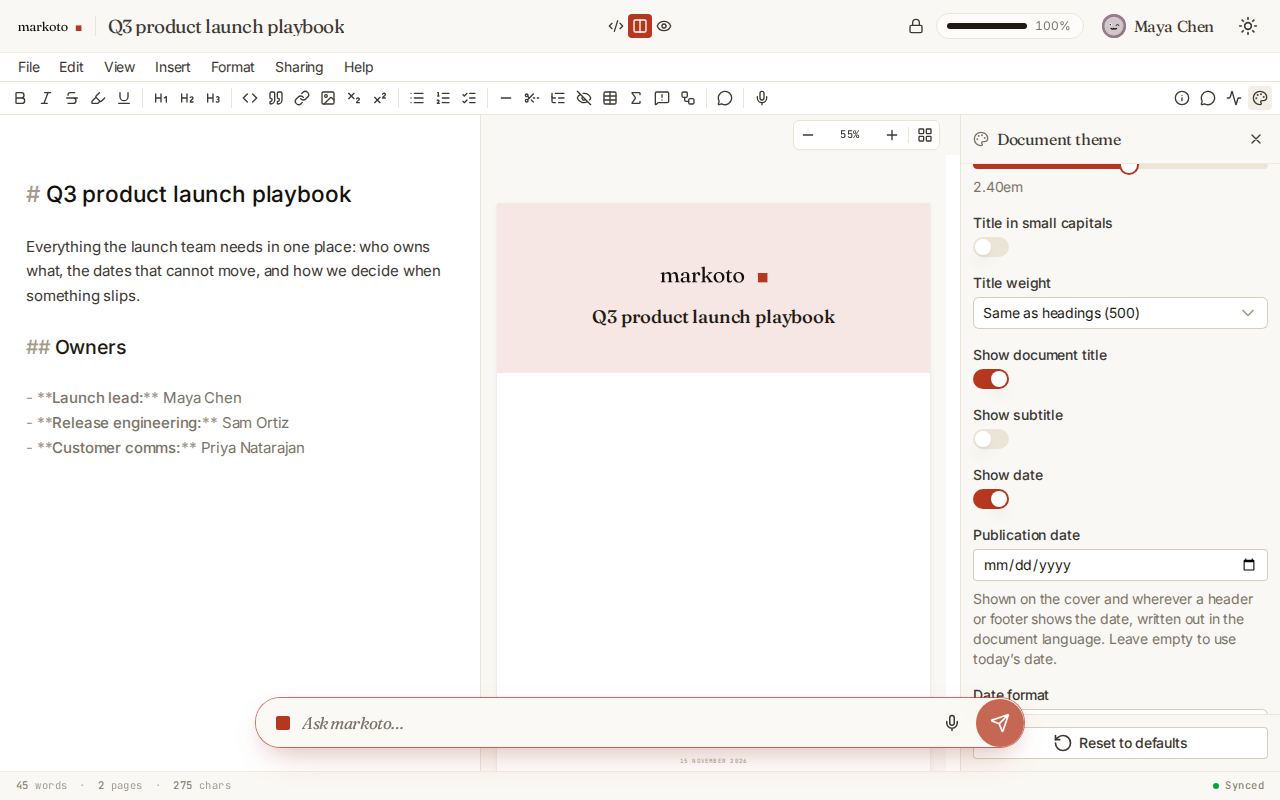 markoto
Q3 product launch playbook
100%
Maya Chen
File Edit View Insert Format Sharing Help
H1 H2 H3
X2 X2
55%
Document theme
# Q3 product launch playbook
Everything the launch team needs in one place: who owns
what, the dates that cannot move, and how we decide when
something slips.
## Owners
- **Launch lead:** Maya Chen
- **Release engineering:** Sam Ortiz
- **Customer comms:** Priya Natarajan
markoto
Q3 product launch playbook
15 NOVEMBER 2026
2.40em
Title in small capitals
Title weight
Same as headings (500)
Show document title
Show subtitle
Show date
Publication date
mm/dd/yyyy
Shown on the cover and wherever a header
or footer shows the date, written out in the
document language. Leave empty to use
today's date.
Date format
Reset to defaults
Ask markoto...
45 words · 2 pages · 275 chars
Synced